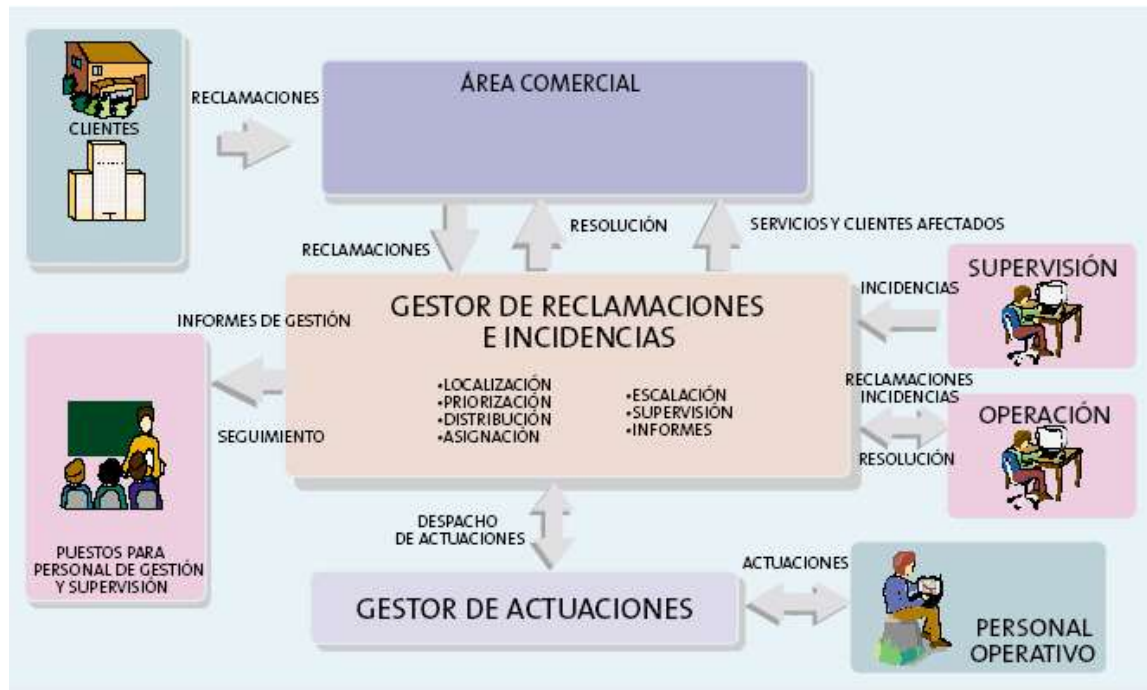 CLIENTES
RECLAMACIONES
ÁREA COMERCIAL
RECLAMACIONES
RESOLUCIÓN
SERVICIOS Y CLIENTES AFECTADOS
SUPERVISIÓN
INCIDENCIAS
GESTOR DE RECLAMACIONES
E INCIDENCIAS
•LOCALIZACIÓN
•PRIORIZACIÓN
•DISTRIBUCIÓN
•ASIGNACIÓN
•ESCALACIÓN
•SUPERVISIÓN
•INFORMES
INFORMES DE GESTIÓN
SEGUIMIENTO
PUESTOS PARA
PERSONAL DE GESTIÓN
Y SUPERVISIÓN
RECLAMACIONES
INCIDENCIAS
RESOLUCIÓN
OPERACIÓN
DESPACHO
DE ACTUACIONES
GESTOR DE ACTUACIONES
ACTUACIONES
PERSONAL
OPERATIVO